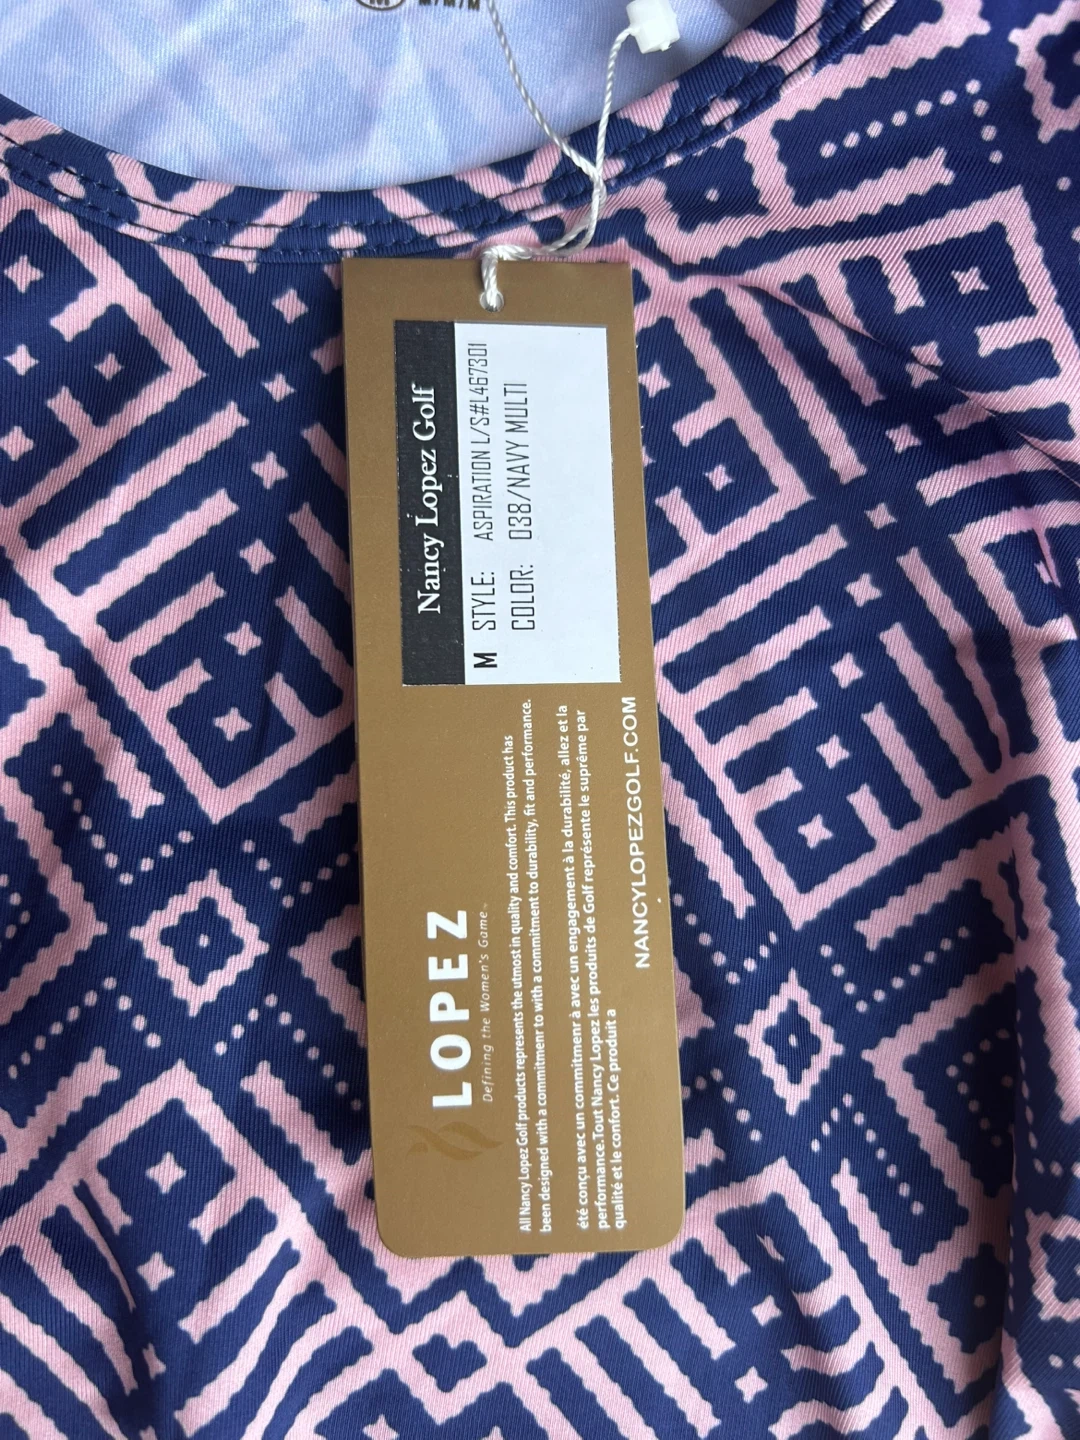 Nancy Lopez Golf
M STYLE: ASPIRATION L/S#L467301
COLOR: 038/NAVY MULTI
LOPEZ
Defining the Women's Game™
All Nancy Lopez Golf products represents the utmost in quality and comfort. This product has
been designed with a commitmenr to with a commitment to durability, fit and performance.
été conçu avec un commitmenr à avec un engagement à la durabilité, allez et la
performance.Tout Nancy Lopez les produits de Golf représente le suprême par
qualité et le confort. Ce produit a
NANCYLOPEZGOLF.COM